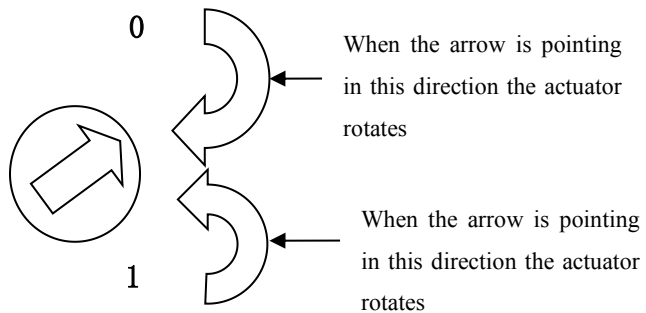 0
When the arrow is pointing
in this direction the actuator
rotates
When the arrow is pointing
in this direction the actuator
rotates
1